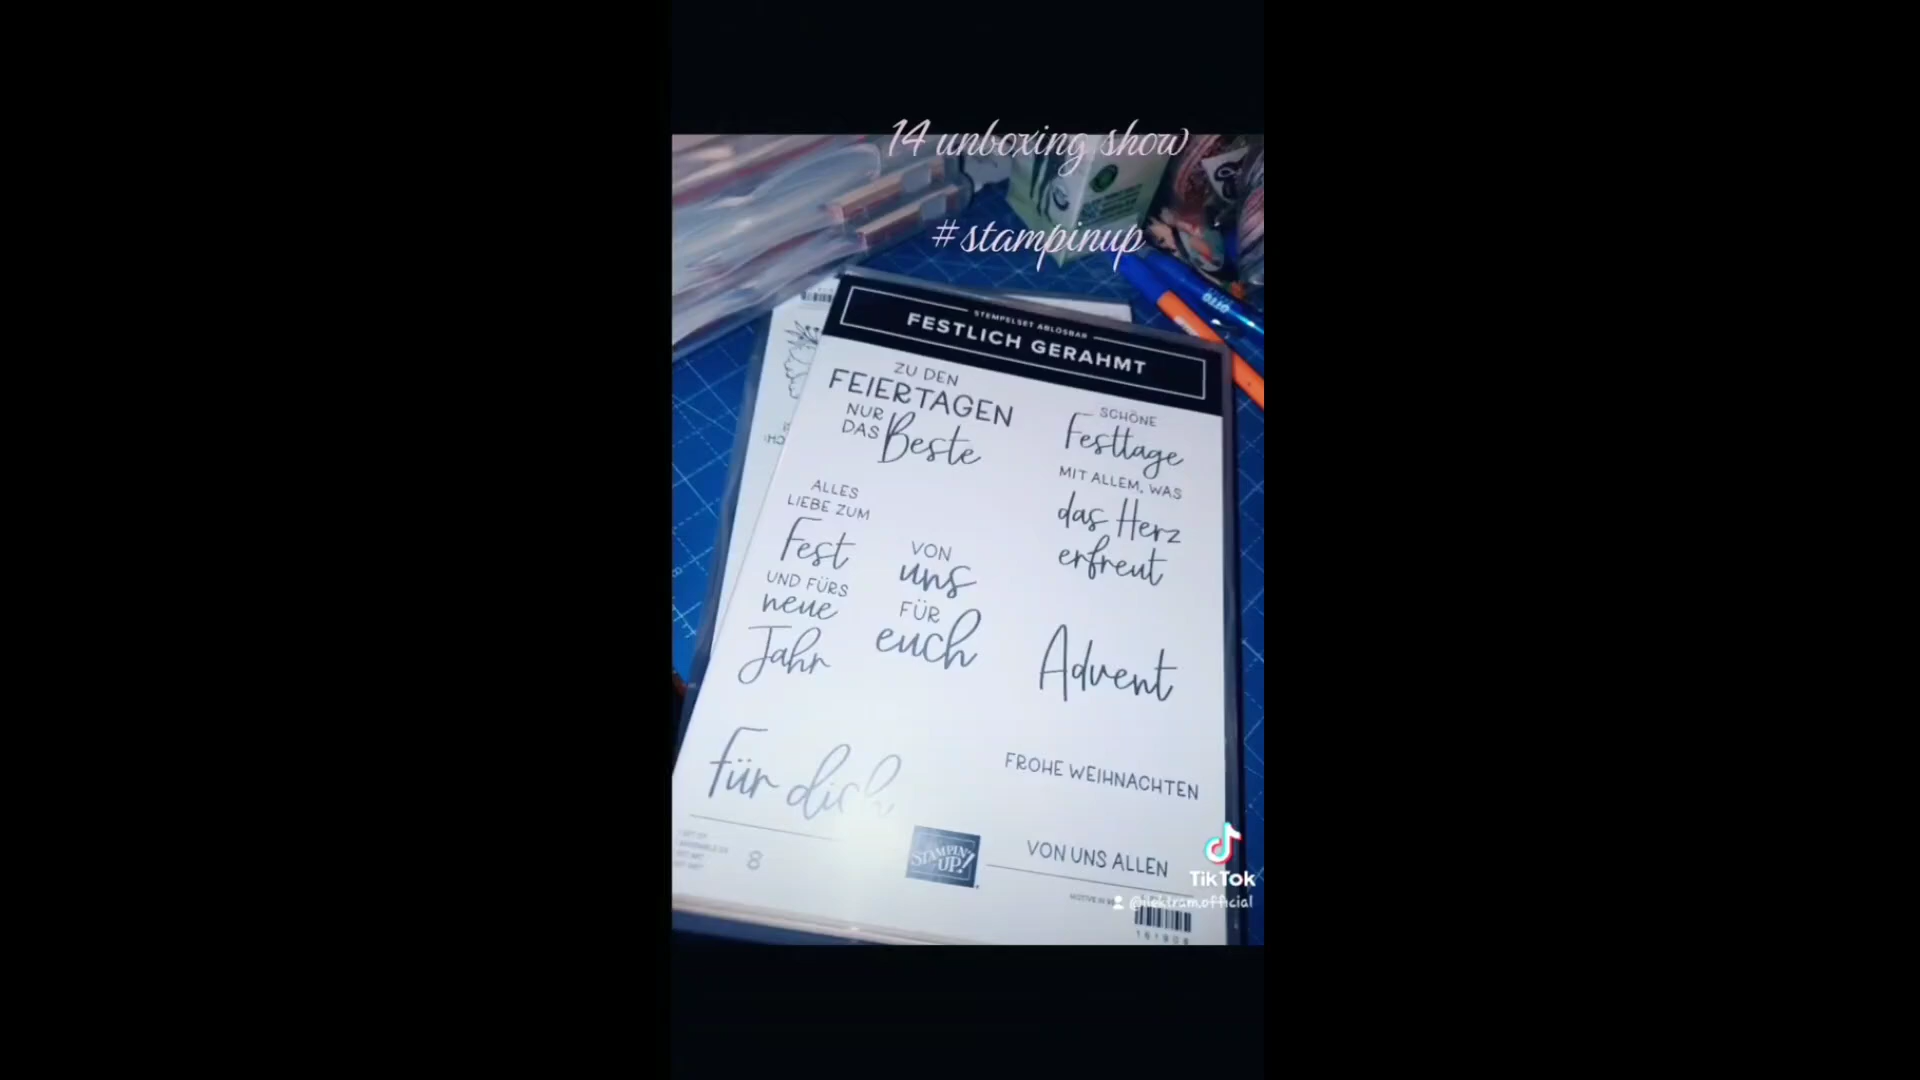 14 unboxing show
#stampinup
STEMPELSET ABLÖSBAR
FESTLICH GERAHMT
ZU DEN
FEIERTAGEN
NUR
DAS Beste
SCHÖNE
Festtage
MIT ALLEM, WAS
das Herz
erfreut
ALLES
LIEBE ZUM
Fest
UND FÜRS
neue
Jahr
VON
uns
FÜR
euch
Advent
Für dich
FROHE WEIHNACHTEN
VON UNS ALLEN
8
STAMPIN'
UP!
OTTO
TikTok